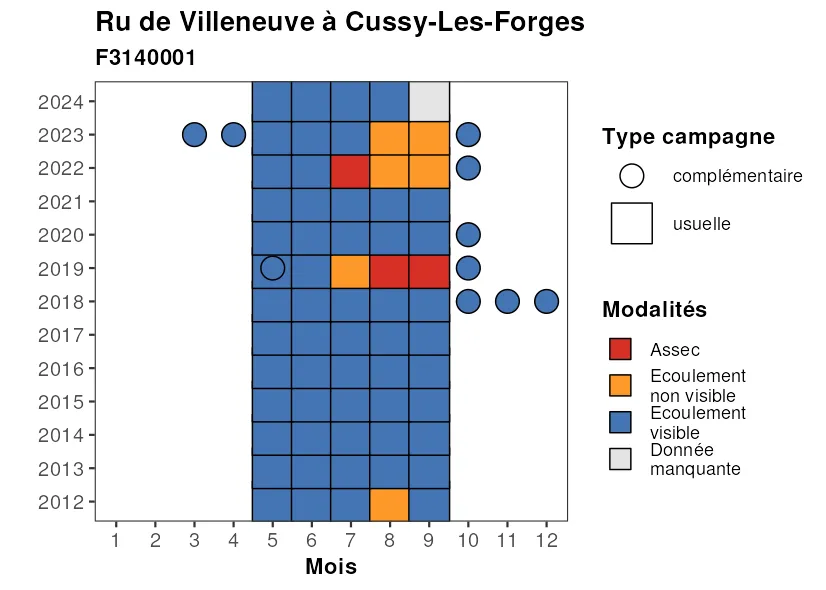 Ru de Villeneuve à Cussy-Les-Forges
F3140001
2024
2023
2022
2021
2020
2019
2018
2017
2016
2015
2014
2013
2012
1 2 3 4 5 6 7 8 9 10 11 12
Mois
Type campagne
complémentaire
usuelle
Modalités
Assec
Ecoulement
non visible
Ecoulement
visible
Donnée
manquante